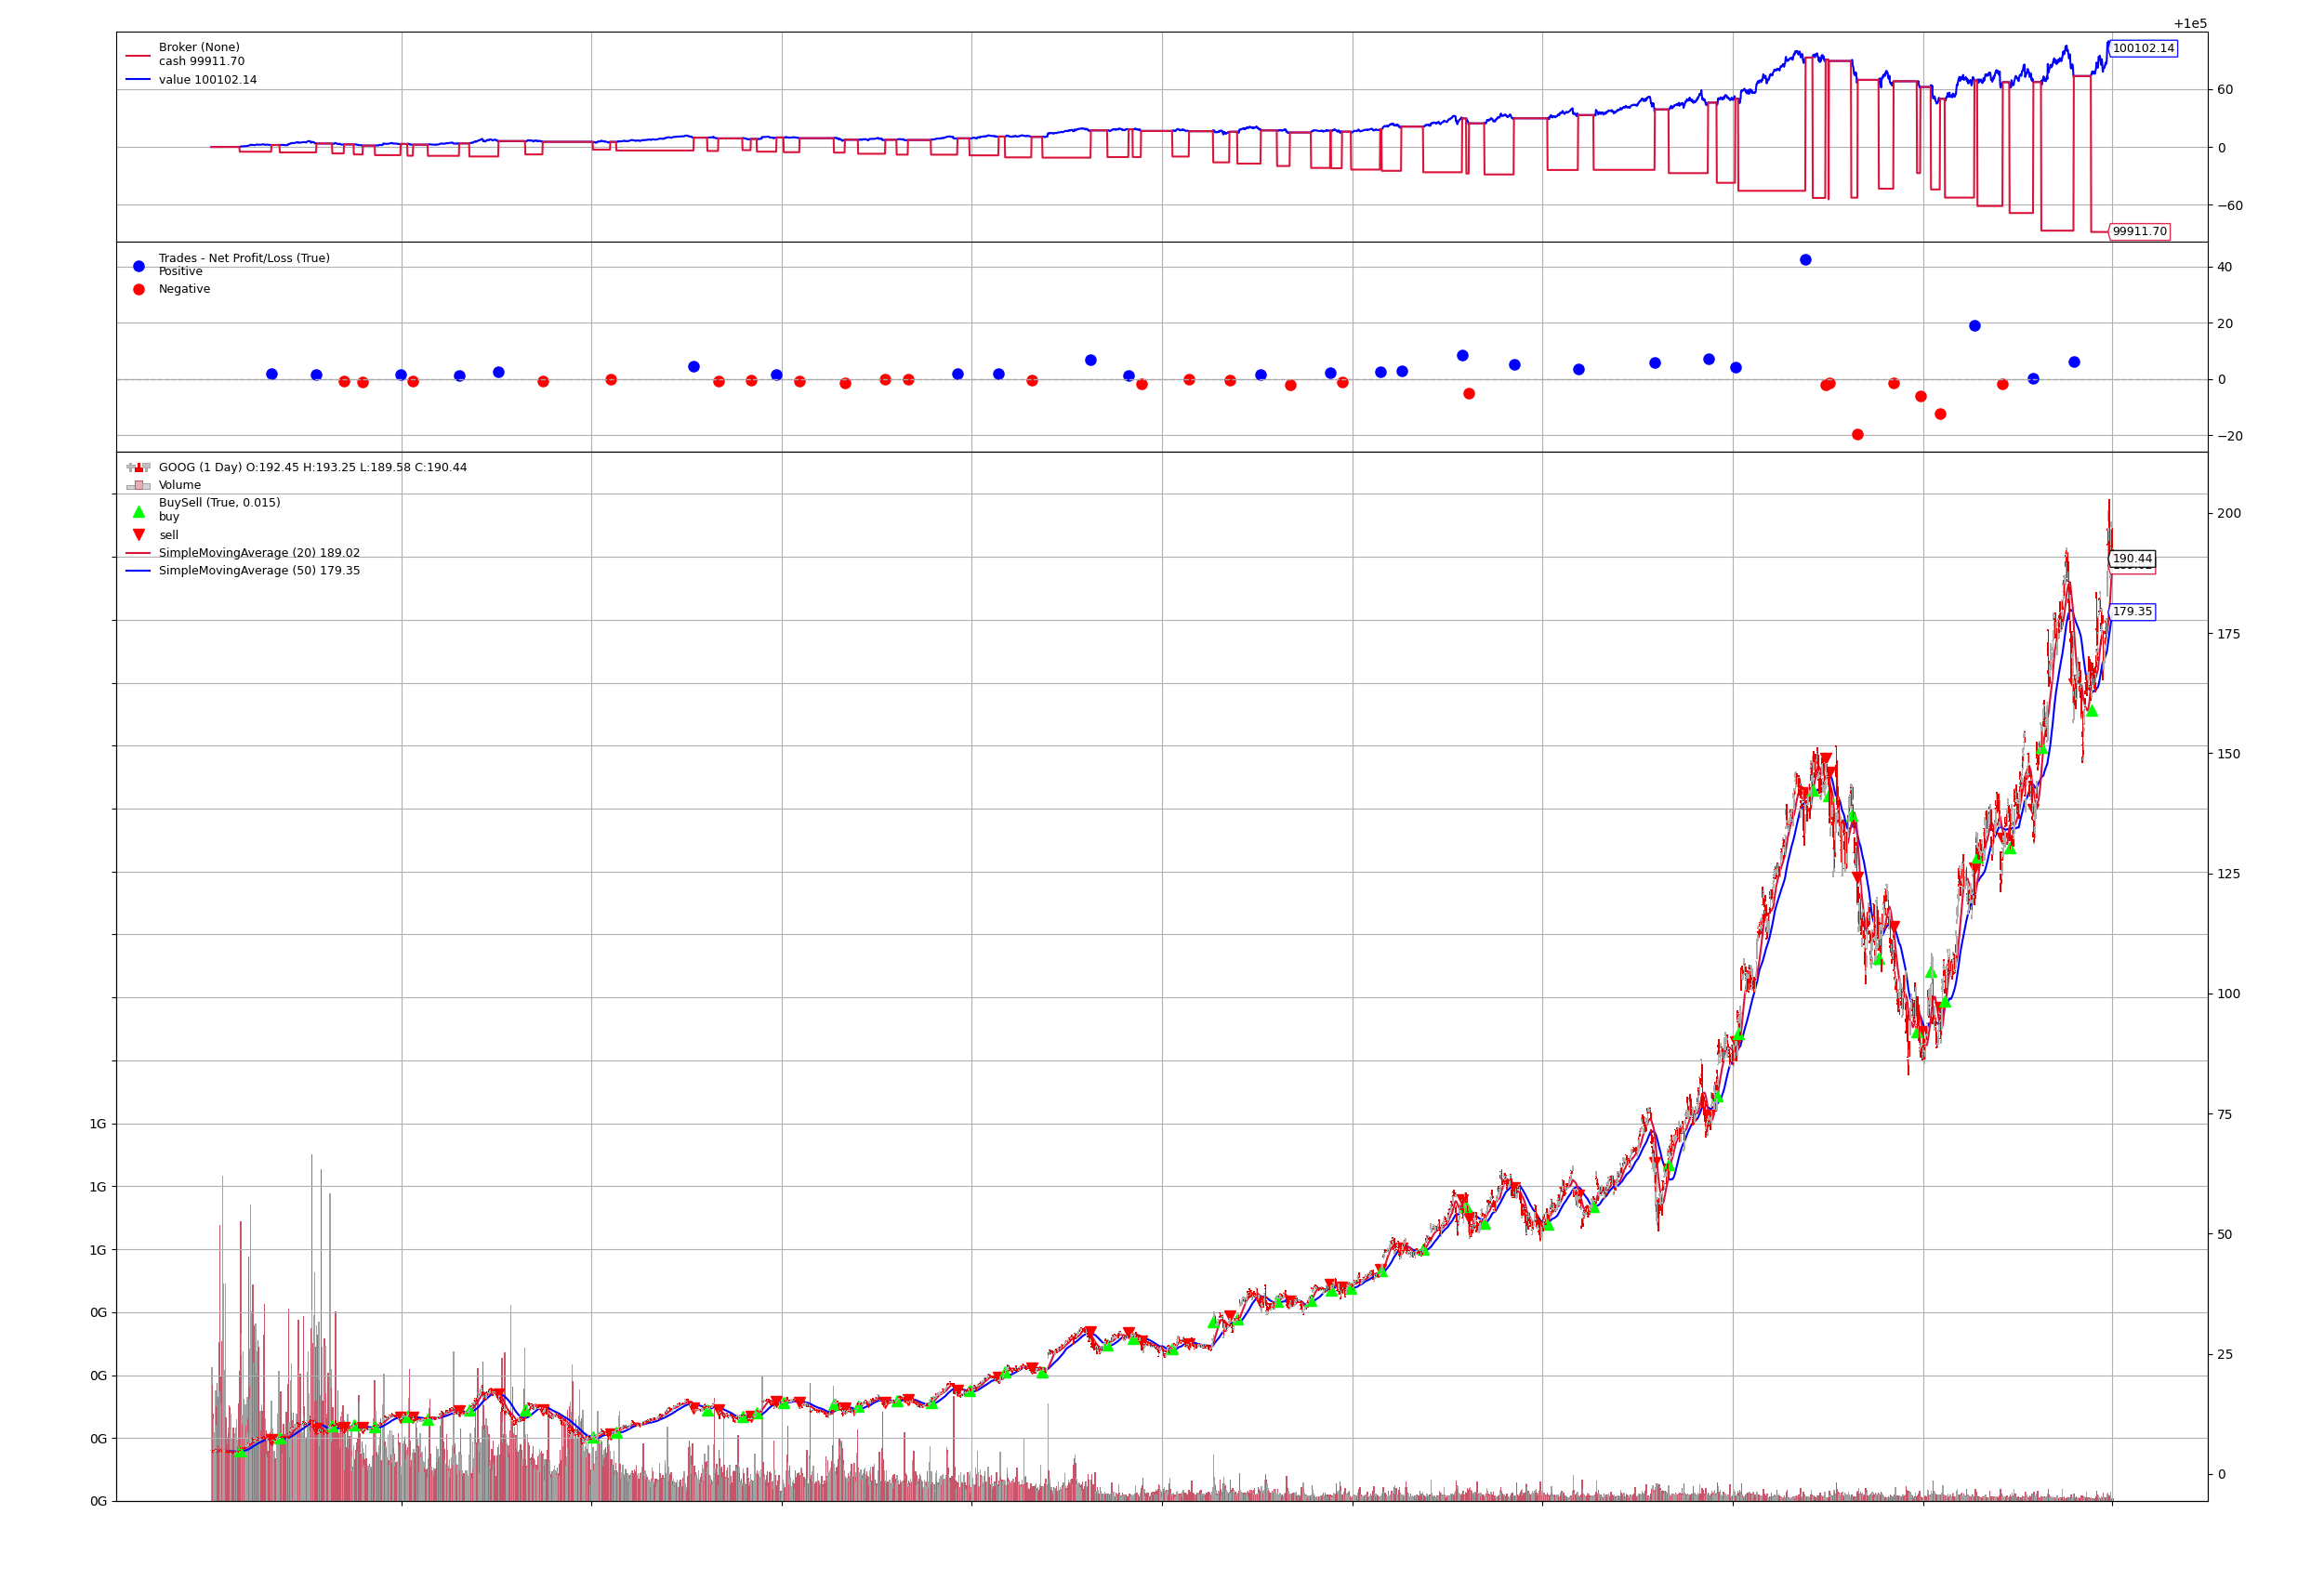 +1e5
Broker (None)
cash 99911.70
value 100102.14
100102.14
60
0
−60
99911.70
Trades - Net Profit/Loss (True)
Positive
Negative
40
20
0
−20
GOOG (1 Day) O:192.45 H:193.25 L:189.58 C:190.44
Volume
BuySell (True, 0.015)
buy
sell
SimpleMovingAverage (20) 189.02
SimpleMovingAverage (50) 179.35
200
190.44
179.35
175
150
125
100
75
50
25
0
1G
1G
1G
0G
0G
0G
0G